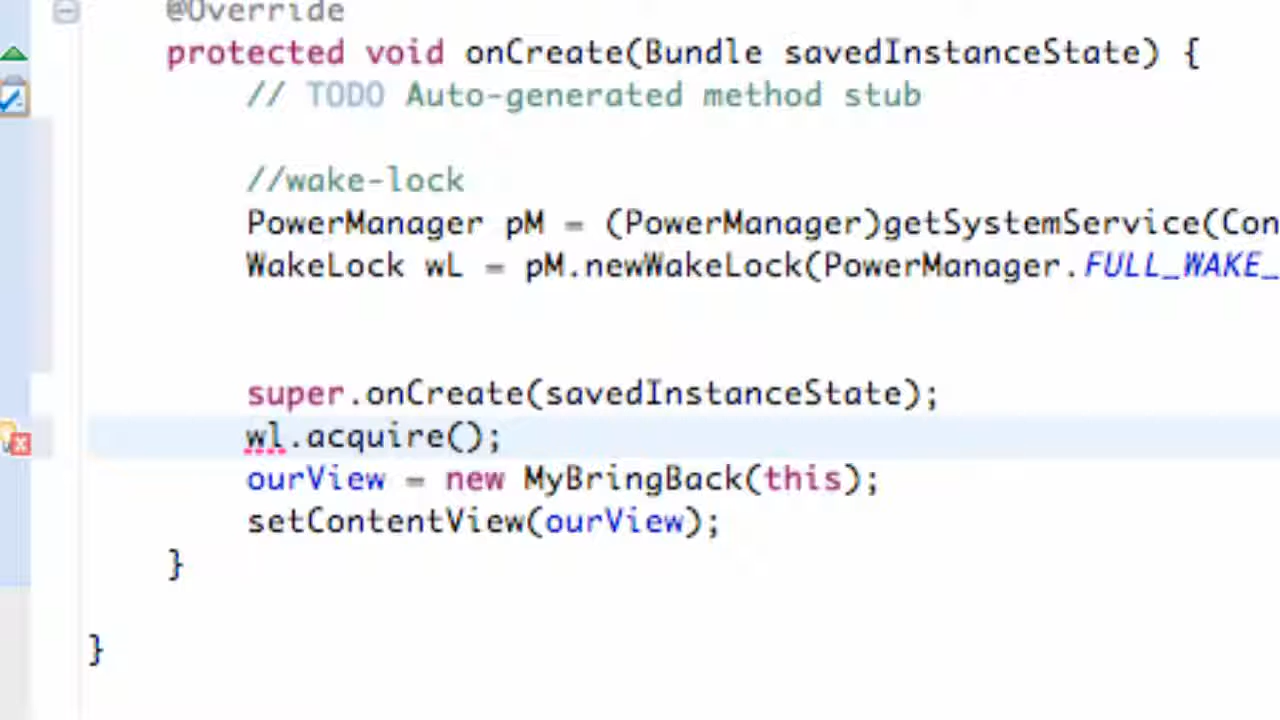 @Override
protected void onCreate(Bundle savedInstanceState) {
// TODO Auto-generated method stub
//wake-lock
PowerManager pM = (PowerManager)getSystemService(Con
WakeLock wL = pM.newWakeLock(PowerManager.FULL_WAKE_
super.onCreate(savedInstanceState);
wl.acquire();
ourView = new MyBringBack(this);
setContentView(ourView);
}
}